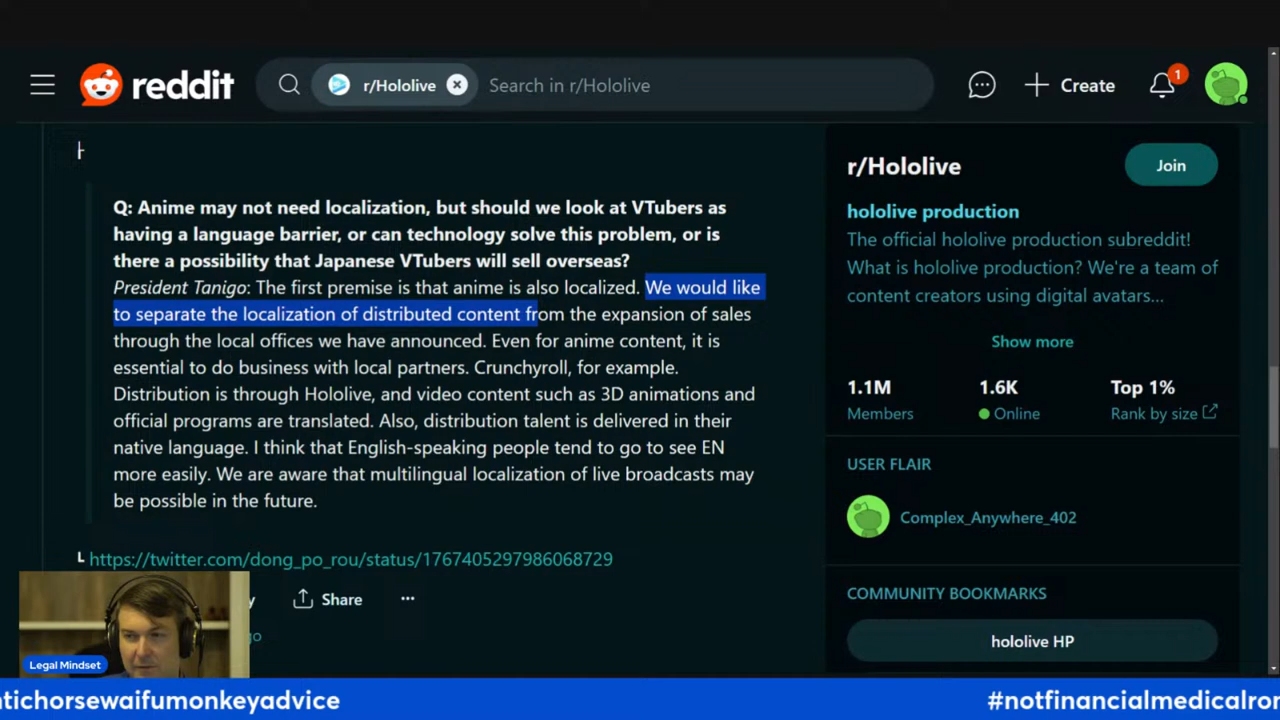 reddit
r/Hololive
Search in r/Hololive
Create
1
Q: Anime may not need localization, but should we look at VTubers as
having a language barrier, or can technology solve this problem, or is
there a possibility that Japanese VTubers will sell overseas?
President Tanigo: The first premise is that anime is also localized. We would like
to separate the localization of distributed content from the expansion of sales
through the local offices we have announced. Even for anime content, it is
essential to do business with local partners. Crunchyroll, for example.
Distribution is through Hololive, and video content such as 3D animations and
official programs are translated. Also, distribution talent is delivered in their
native language. I think that English-speaking people tend to go to see EN
more easily. We are aware that multilingual localization of live broadcasts may
be possible in the future.
https://twitter.com/dong_po_rou/status/1767405297986068729
y
Share
go
r/Hololive
Join
hololive production
The official hololive production subreddit!
What is hololive production? We're a team of
content creators using digital avatars...
Show more
1.1M
1.6K
Top 1%
Members
Online
Rank by size
USER FLAIR
Complex_Anywhere_402
COMMUNITY BOOKMARKS
hololive HP
Legal Mindset
ntichorsewaifumonkeyadvice
#notfinancialmedicalron